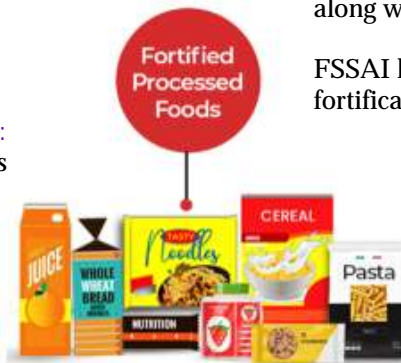 along w
Fortified
Processed
Foods
FSSAI
fortifica
:
s
JUICE
WHOLE
WHEAT
BREAD
TASTY
Noodles
NUTRITION
CEREAL
Pasta